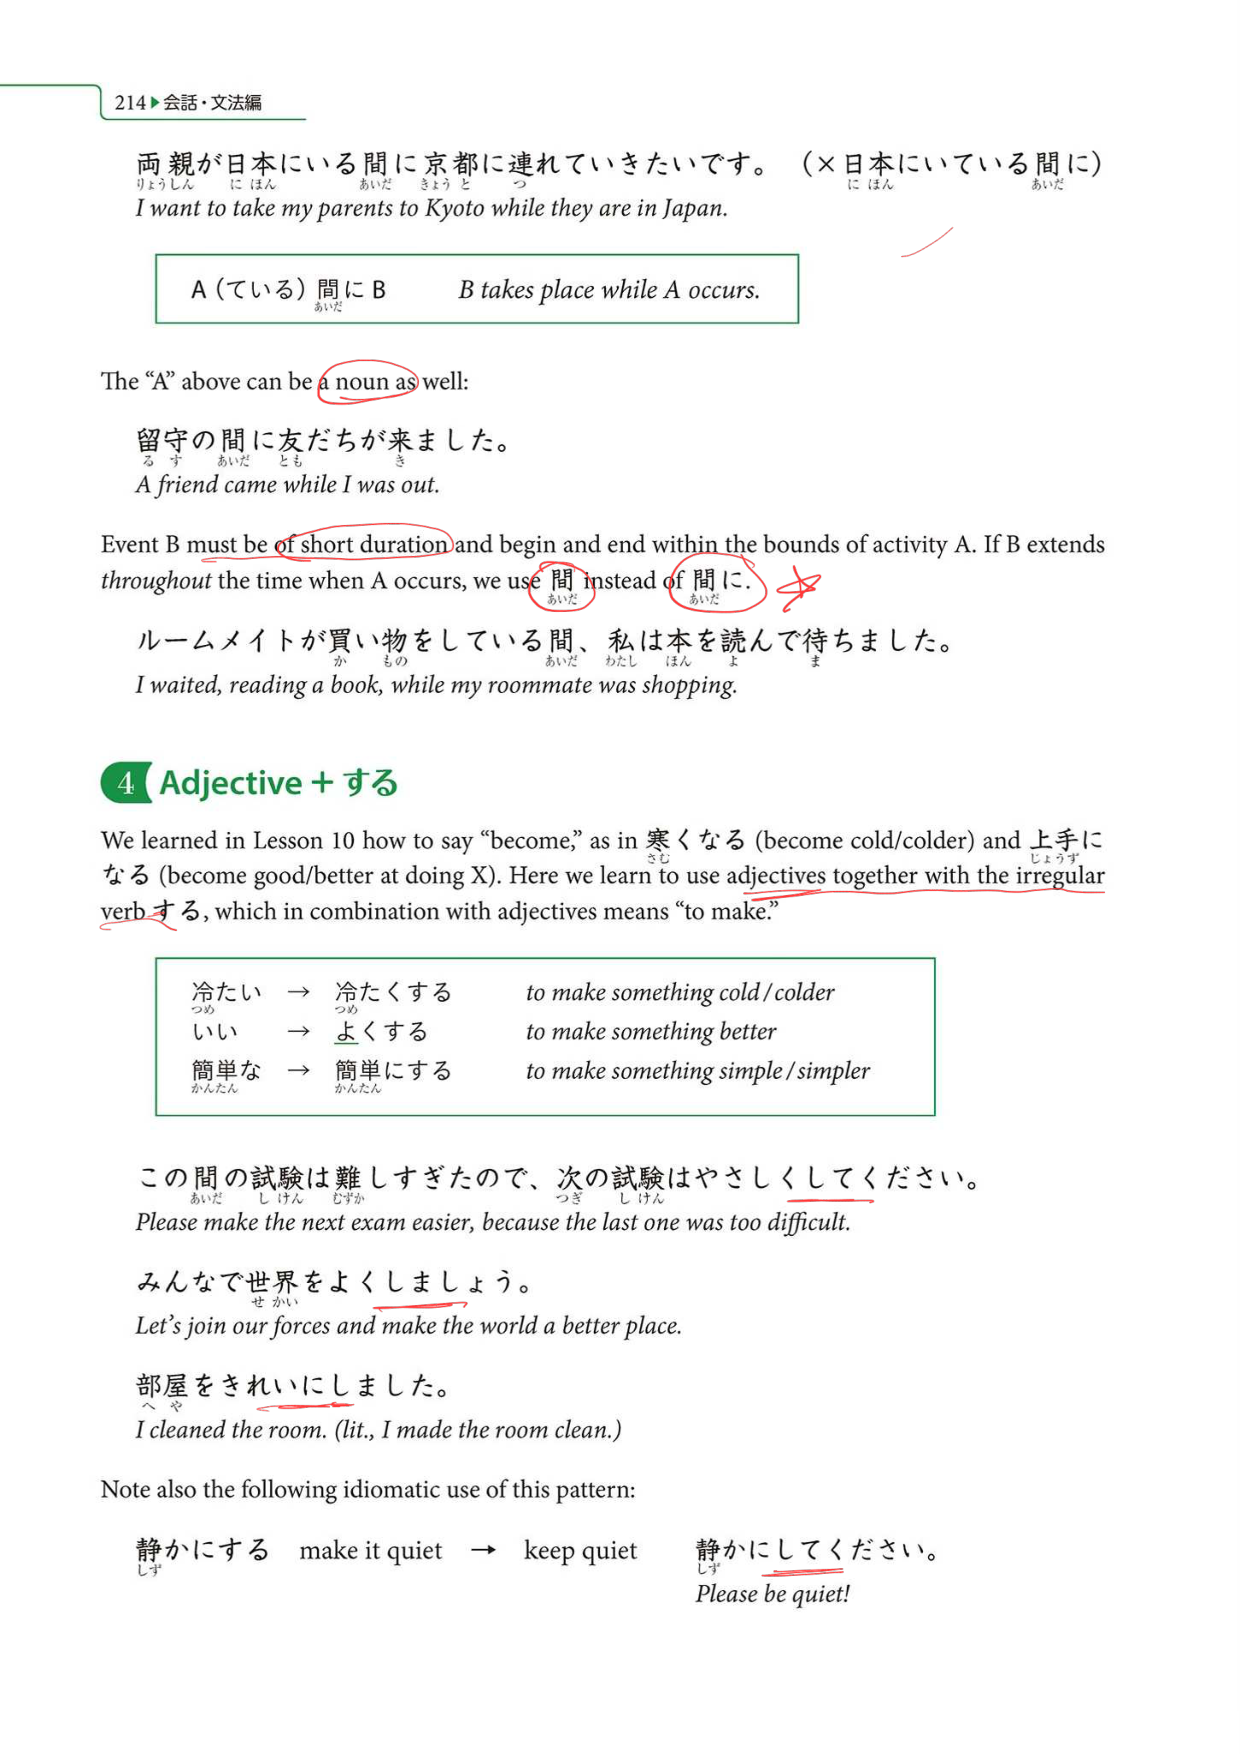 214▶会話・文法編
両親が日本にいる間に京都に連れていきたいです。（×日本にいている間に）
りょうしん にほん あいだ きょうと つ にほん あいだ
I want to take my parents to Kyoto while they are in Japan.
A（ている）間に B B takes place while A occurs.
あいだ
The “A” above can be a noun as well:
留守の間に友だちが来ました。
るす あいだ とも き
A friend came while I was out.
Event B must be of short duration and begin and end within the bounds of activity A. If B extends
throughout the time when A occurs, we use 間 instead of 間に.
あいだ あいだ
ルームメイトが買い物をしている間、私は本を読んで待ちました。
か もの あいだ わたし ほん よ ま
I waited, reading a book, while my roommate was shopping.
4 Adjective + する
We learned in Lesson 10 how to say “become,” as in 寒くなる (become cold/colder) and 上手に
さむ じょうず
なる (become good/better at doing X). Here we learn to use adjectives together with the irregular
verb する, which in combination with adjectives means “to make.”
冷たい → 冷たくする to make something cold/colder
つめ つめ
いい → よくする to make something better
簡単な → 簡単にする to make something simple/simpler
かんたん かんたん
この間の試験は難しすぎたので、次の試験はやさしくしてください。
あいだ しけん むずか つぎ しけん
Please make the next exam easier, because the last one was too difficult.
みんなで世界をよくしましょう。
せかい
Let’s join our forces and make the world a better place.
部屋をきれいにしました。
へや
I cleaned the room. (lit., I made the room clean.)
Note also the following idiomatic use of this pattern:
静かにする make it quiet → keep quiet 静かにしてください。
しず しず
Please be quiet!